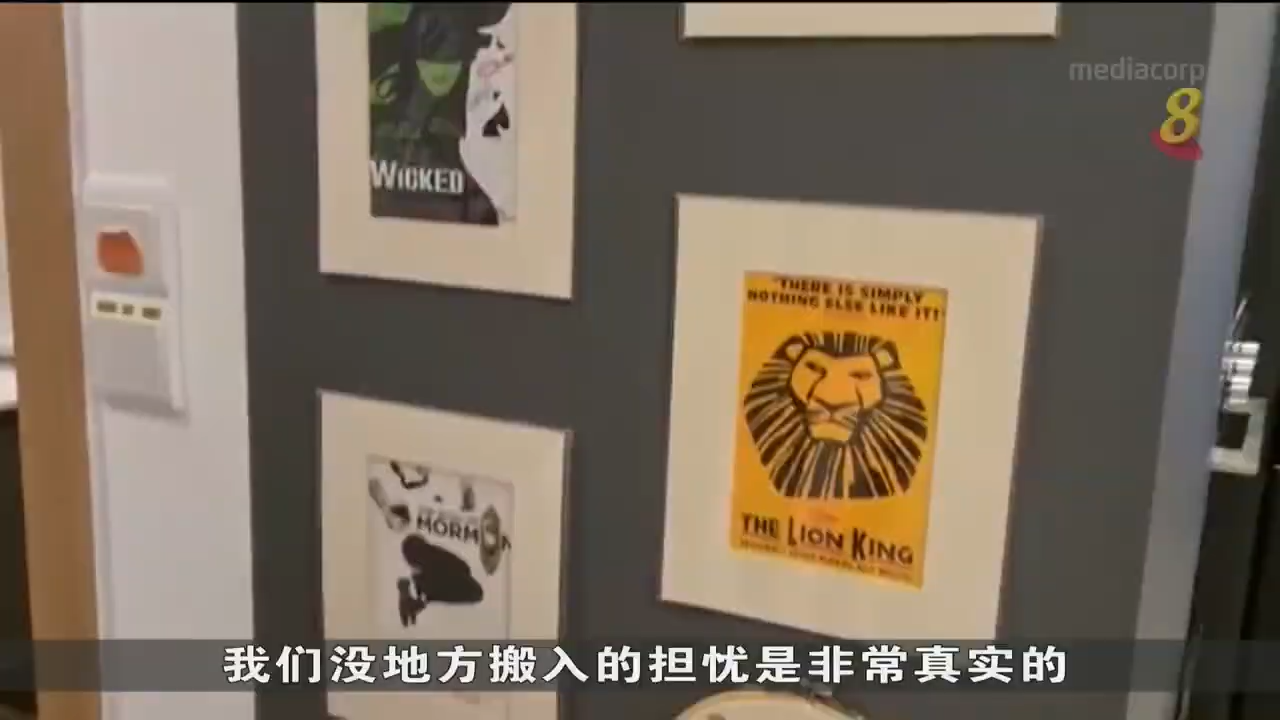 mediacorp
8
WICKED
"THERE IS SIMPLY
NOTHING ELSE LIKE IT!"
MORMON
THE LION KING
我们没地方搬入的担忧是非常真实的